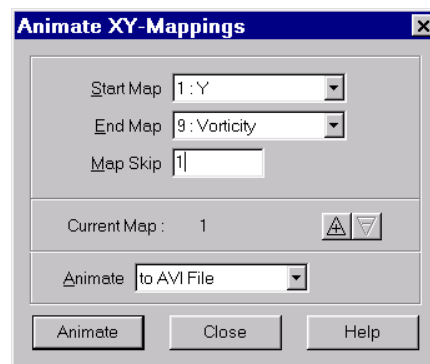 Animate XY-Mappings
Start Map 1 : Y
End Map 9 : Vorticity
Map Skip 1
Current Map : 1
Animate to AVI File
Animate Close Help